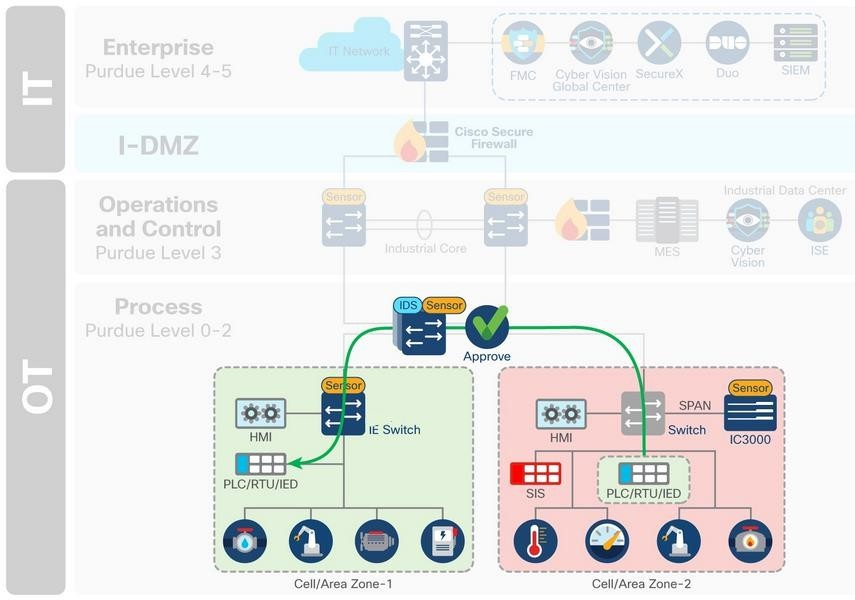 IT
Enterprise
Purdue Level 4-5
IT Network
FMC
Cyber Vision
Global Center
SecureX
DUO
Duo
SIEM
I-DMZ
Cisco Secure
Firewall
OT
Operations
and Control
Purdue Level 3
Sensor
Industrial Core
Sensor
Industrial Data Center
MES
Cyber
Vision
ISE
Process
Purdue Level 0-2
IDS
Sensor
Approve
Sensor
HMI
IE Switch
PLC/RTU/IED
Cell/Area Zone-1
Sensor
HMI
SPAN
Switch
IC3000
SIS
PLC/RTU/IED
Cell/Area Zone-2